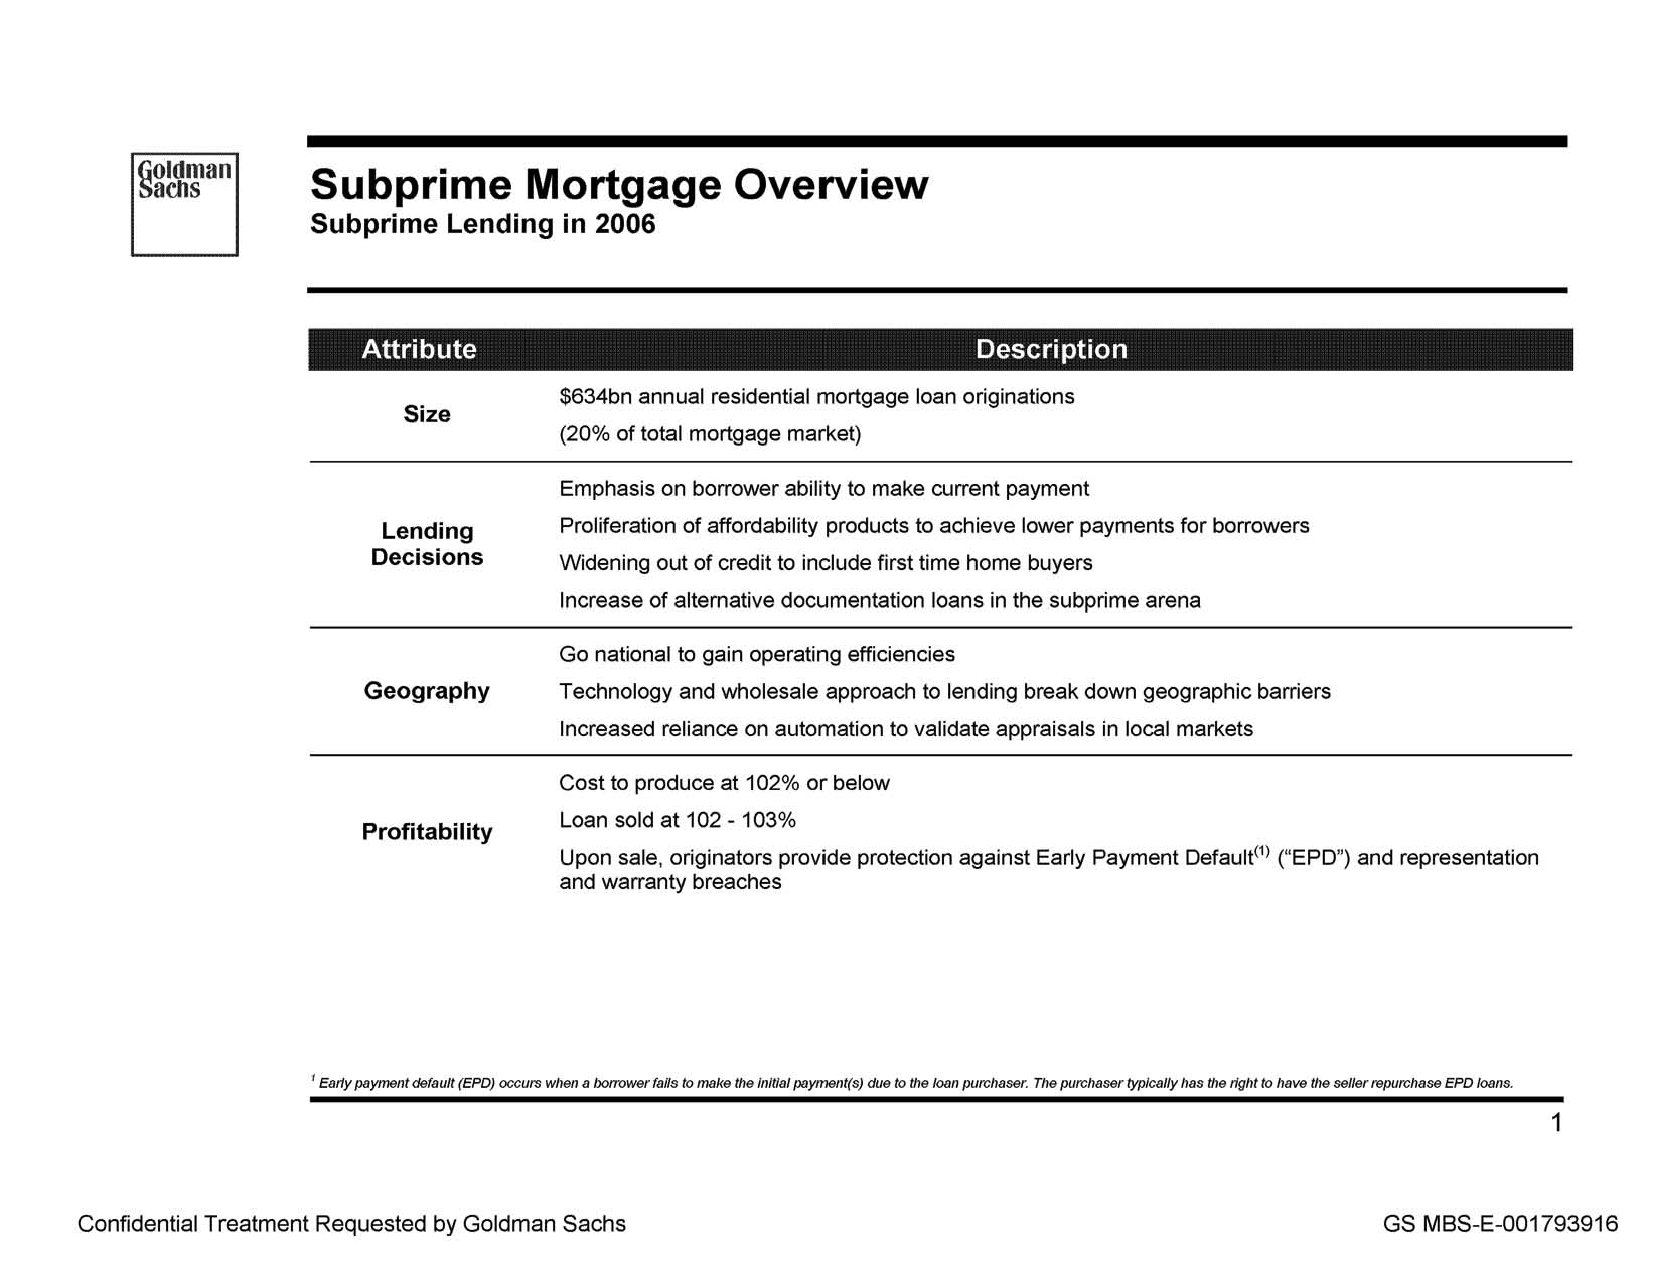 Goldman
Sachs
Subprime Mortgage Overview
Subprime Lending in 2006
Attribute Description
Size
$634bn annual residential mortgage loan originations
(20% of total mortgage market)
Lending
Decisions
Emphasis on borrower ability to make current payment
Proliferation of affordability products to achieve lower payments for borrowers
Widening out of credit to include first time home buyers
Increase of alternative documentation loans in the subprime arena
Geography
Go national to gain operating efficiencies
Technology and wholesale approach to lending break down geographic barriers
Increased reliance on automation to validate appraisals in local markets
Profitability
Cost to produce at 102% or below
Loan sold at 102 - 103%
Upon sale, originators provide protection against Early Payment Default(1) (“EPD”) and representation
and warranty breaches
1 Early payment default (EPD) occurs when a borrower fails to make the initial payment(s) due to the loan purchaser. The purchaser typically has the right to have the seller repurchase EPD loans.
1
Confidential Treatment Requested by Goldman Sachs
GS MBS-E-001793916